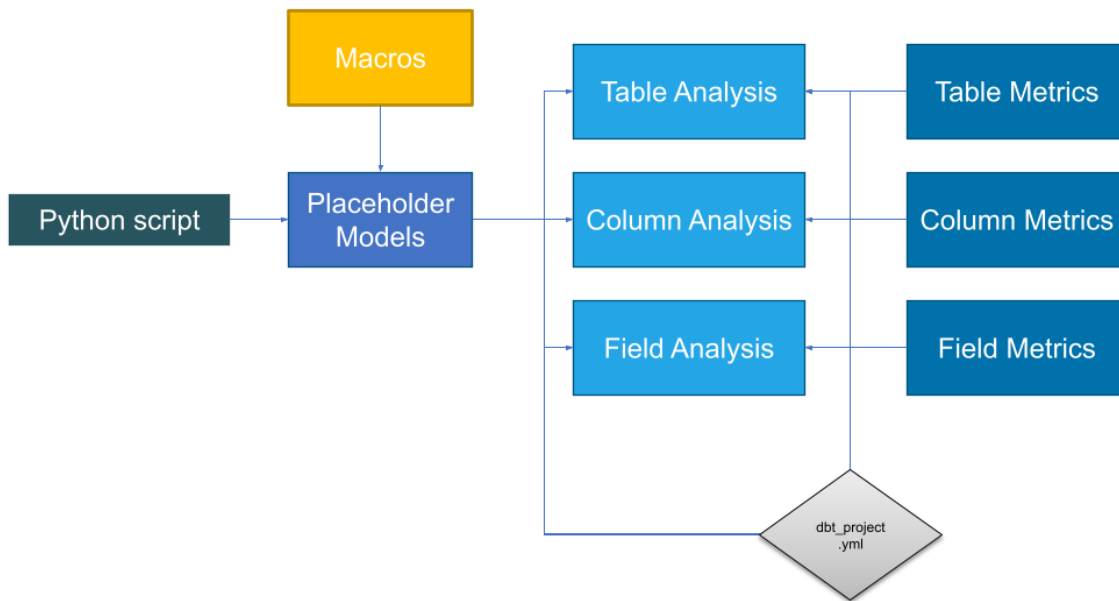 Macros
Table Analysis
Table Metrics
Python script
Placeholder
Models
Column Analysis
Column Metrics
Field Analysis
Field Metrics
dbt_project
.yml